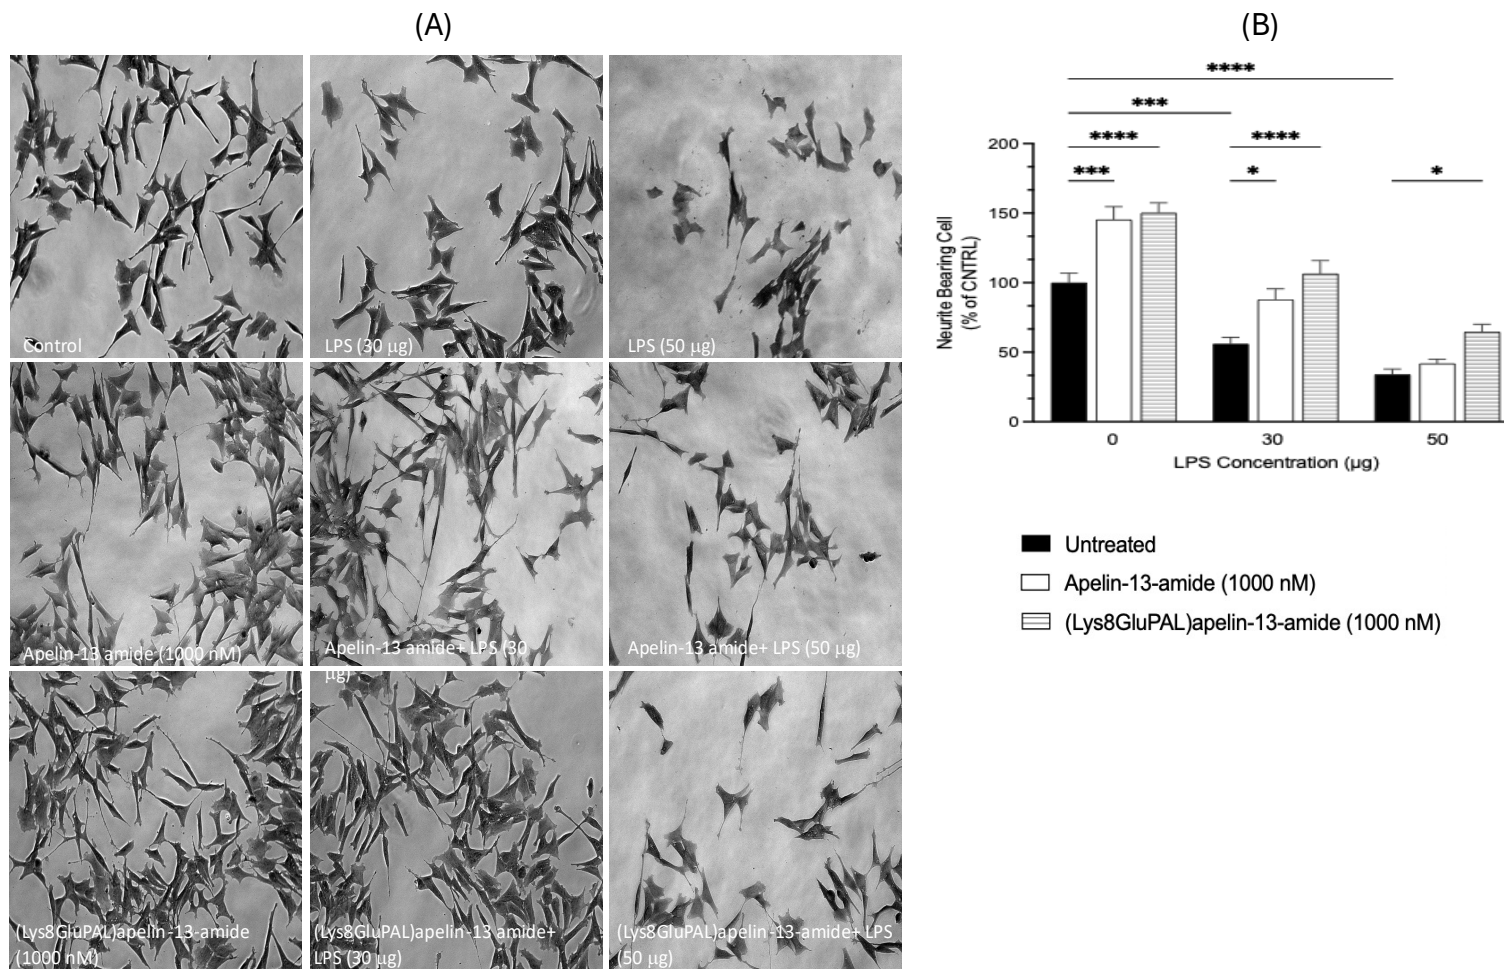 (A)
Control
LPS (30 µg)
LPS (50 µg)
Apelin-13 amide (1000 nM)
Apelin-13 amide+ LPS (30
µg)
Apelin-13 amide+ LPS (50 µg)
(Lys8GluPAL)apelin-13-amide
(1000 nM)
(Lys8GluPAL)apelin-13 amide+
LPS (30 µg)
(Lys8GluPAL)apelin-13-amide+ LPS
(50 µg)
(B)
****
***
**** ****
*** * *
Neurite Bearing Cell
(% of CNTRL)
200
150
100
50
0
0 30 50
LPS Concentration (µg)
Untreated
Apelin-13-amide (1000 nM)
(Lys8GluPAL)apelin-13-amide (1000 nM)